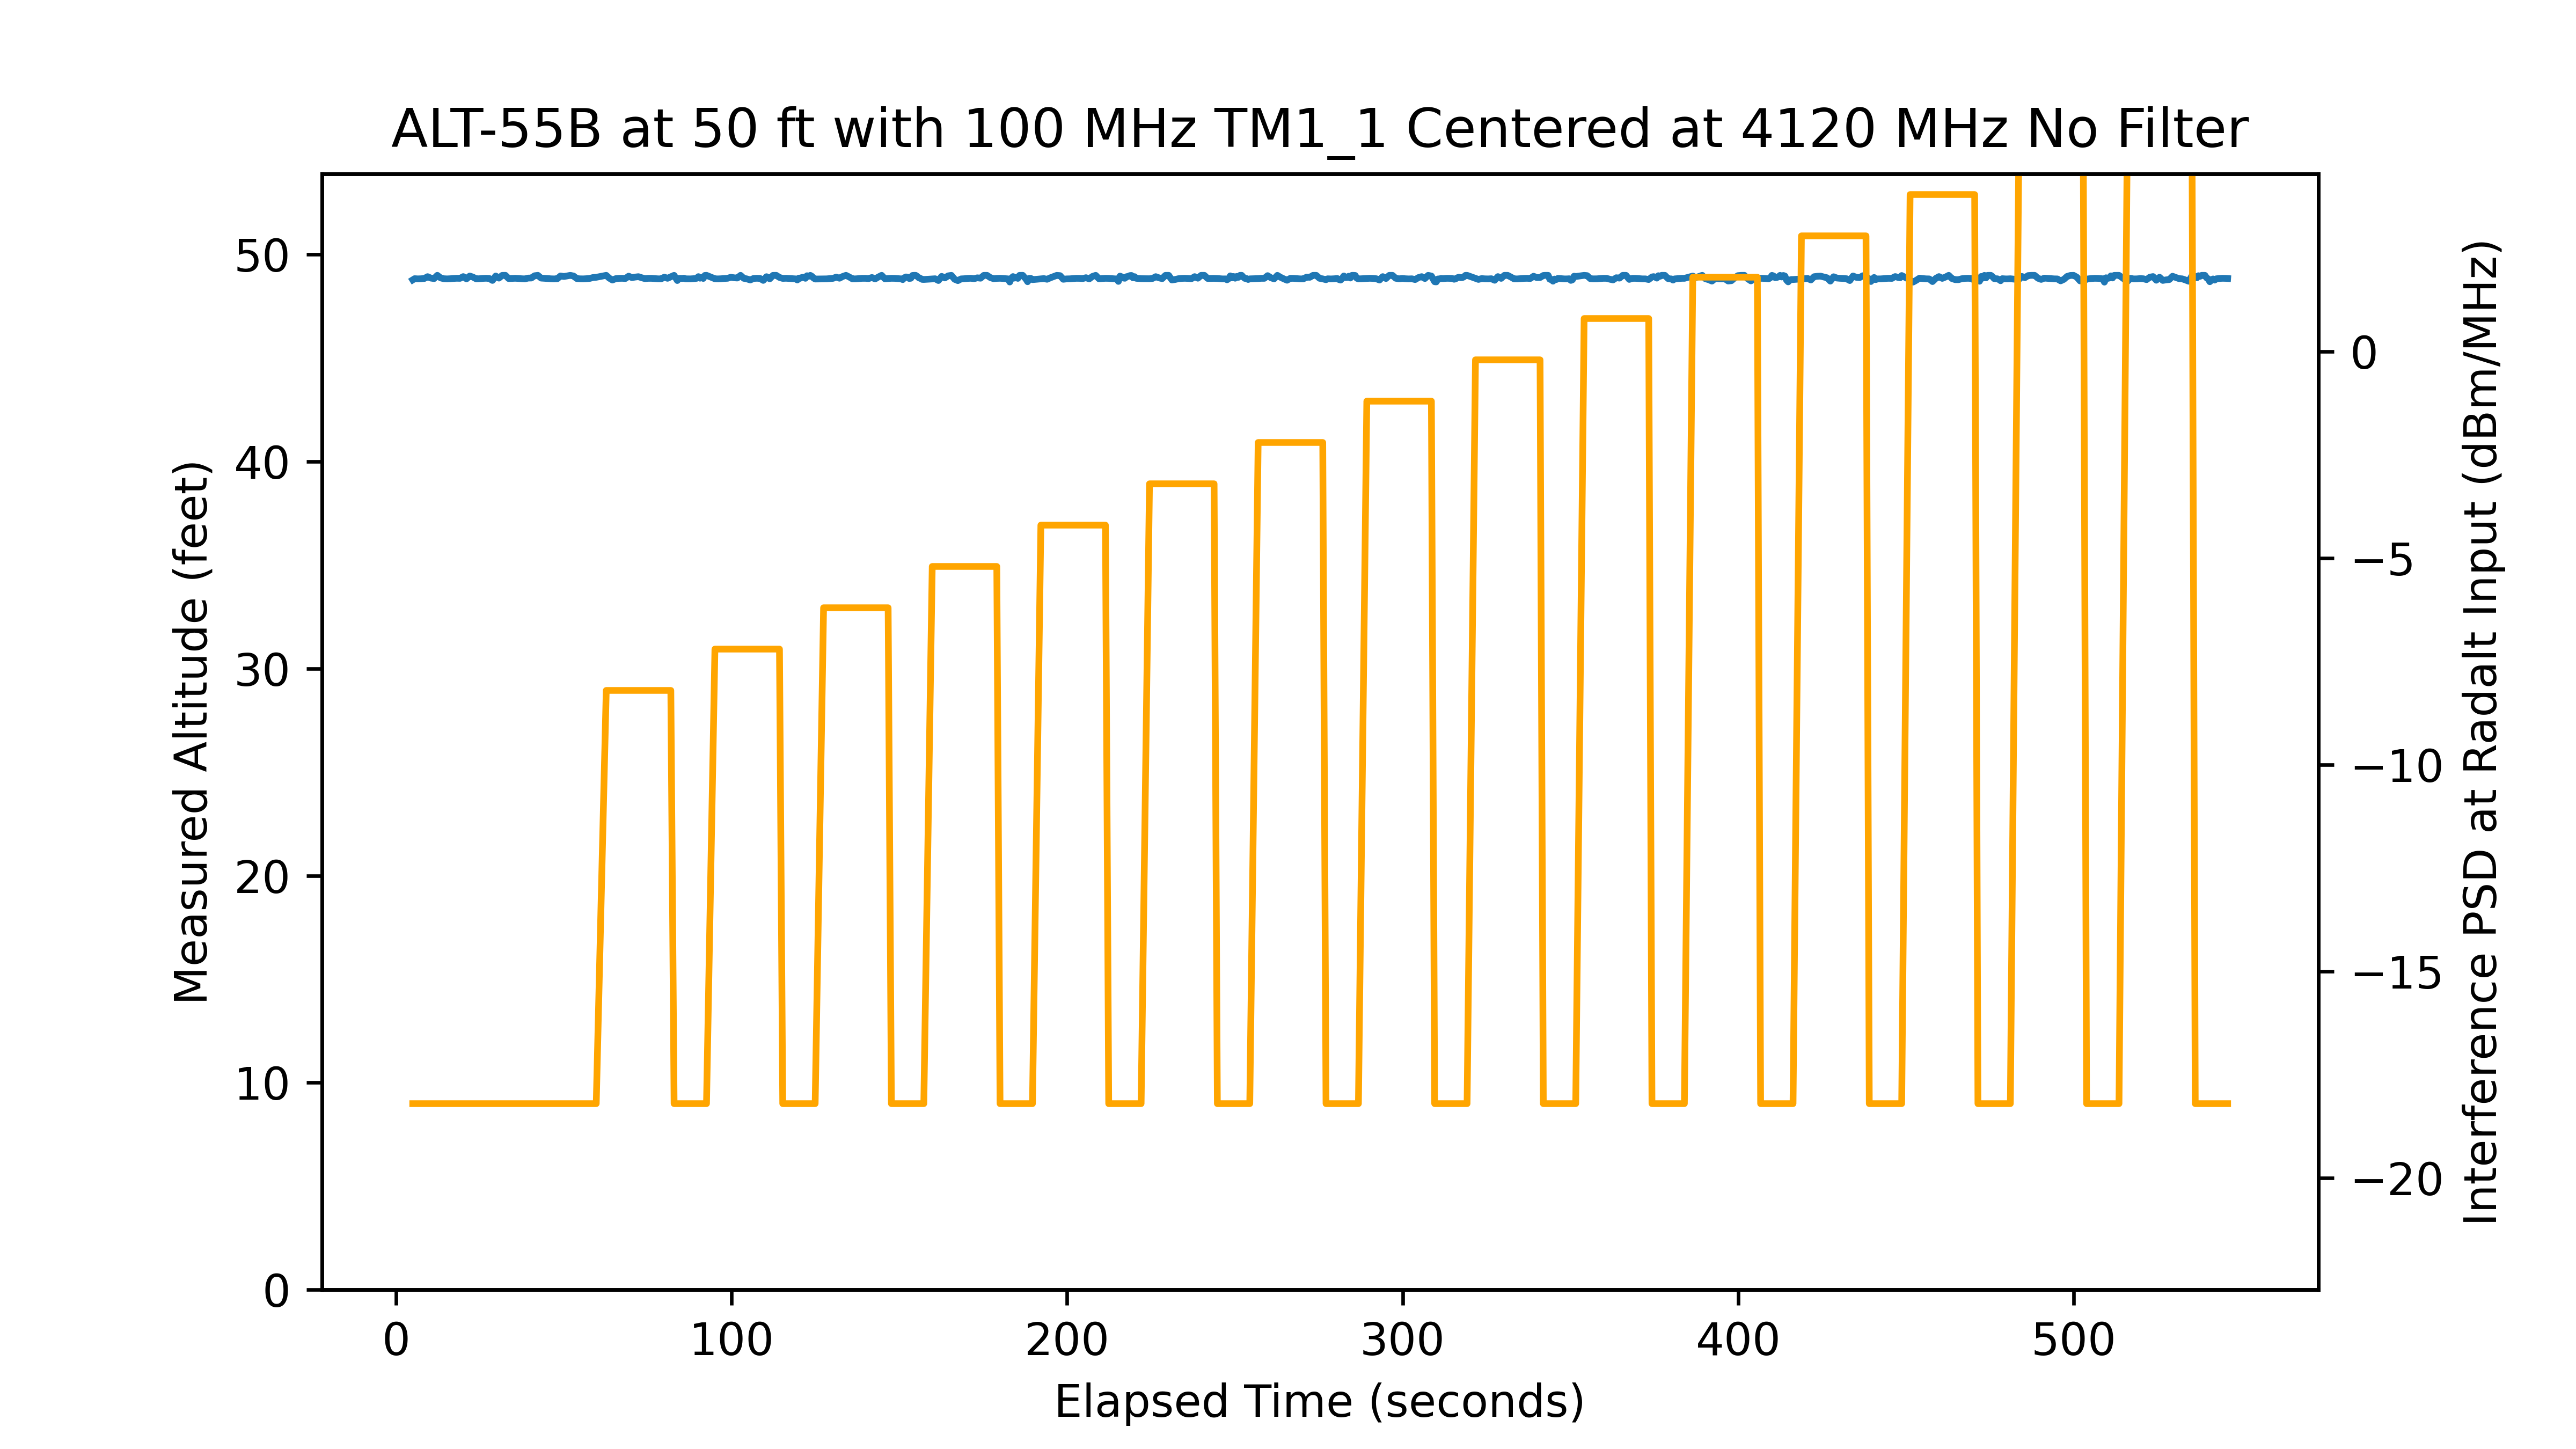 ALT-55B at 50 ft with 100 MHz TM1_1 Centered at 4120 MHz No Filter
Measured Altitude (feet)
50
40
30
20
10
0
0
−5
−10
−15
−20
Interference PSD at Radalt Input (dBm/MHz)
0 100 200 300 400 500
Elapsed Time (seconds)